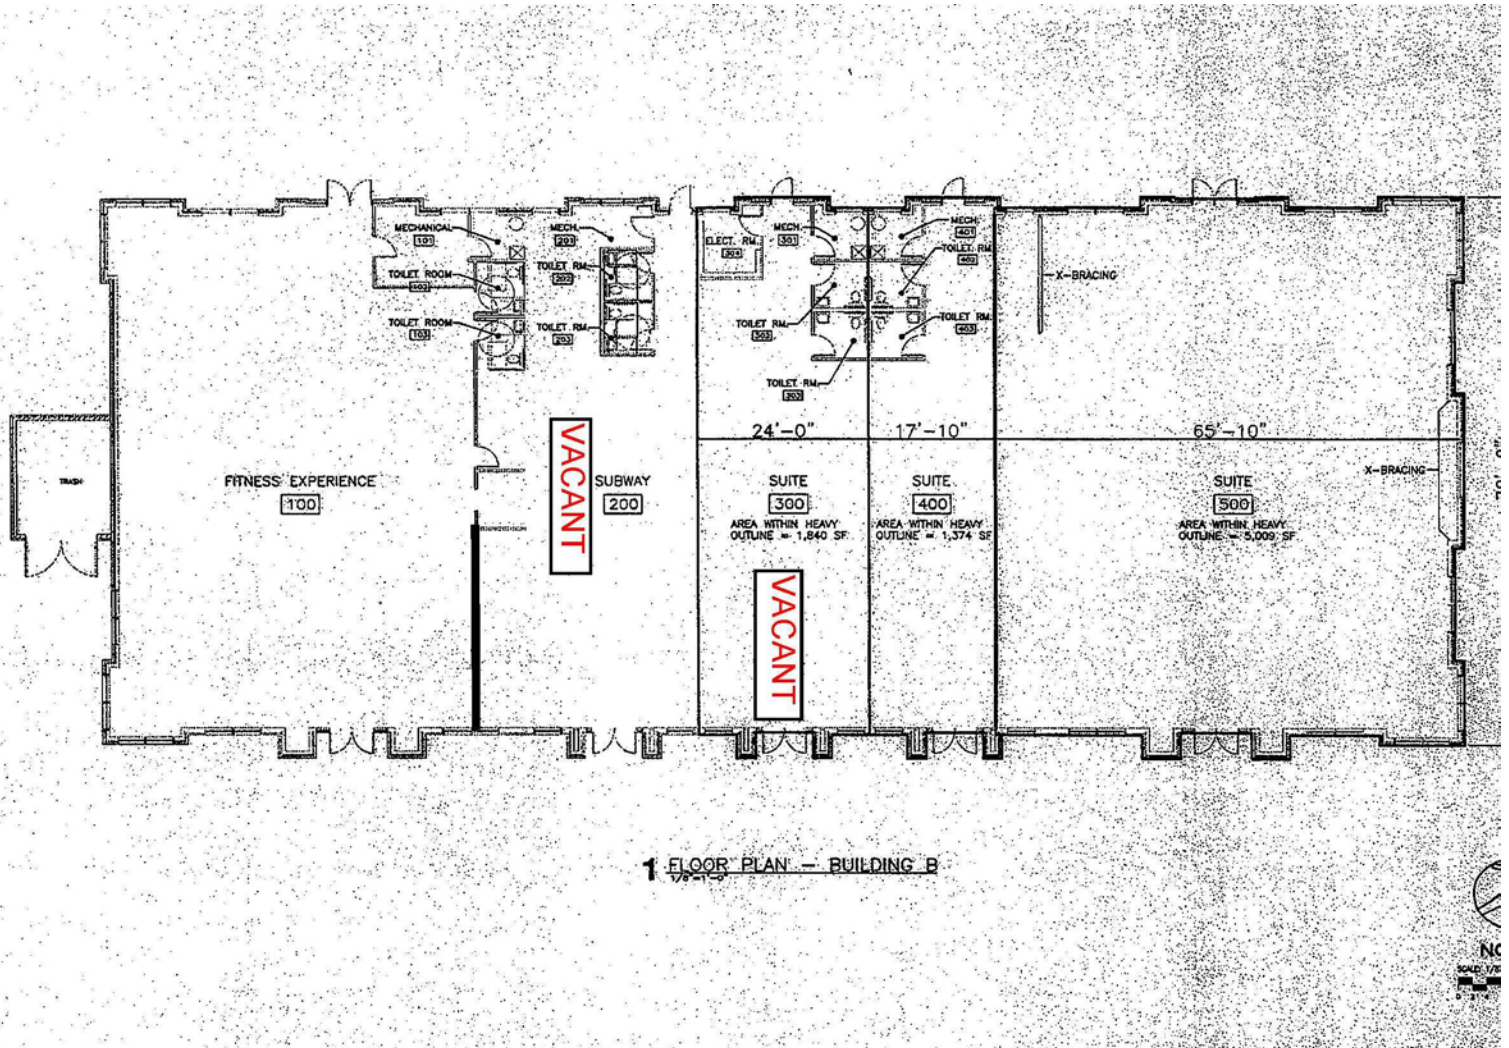 MECHANICAL
101
TOILET ROOM
102
TOILET ROOM
103
MECH.
201
TOILET RM.
202
TOILET RM.
203
ELECT. RM.
304
MECH.
301
TOILET RM.
302
TOILET RM.
303
MECH.
401
TOILET RM.
402
TOILET RM.
403
X-BRACING
24'-0"
17'-10"
65'-10"
X-BRACING
TRASH
FITNESS EXPERIENCE
100
VACANT
SUBWAY
200
SUITE
300
AREA WITHIN HEAVY
OUTLINE = 1,840 SF
VACANT
SUITE
400
AREA WITHIN HEAVY
OUTLINE = 1,374 SF
SUITE
500
AREA WITHIN HEAVY
OUTLINE = 5,009 SF
1 FLOOR PLAN - BUILDING B
1/8"=1'-0"